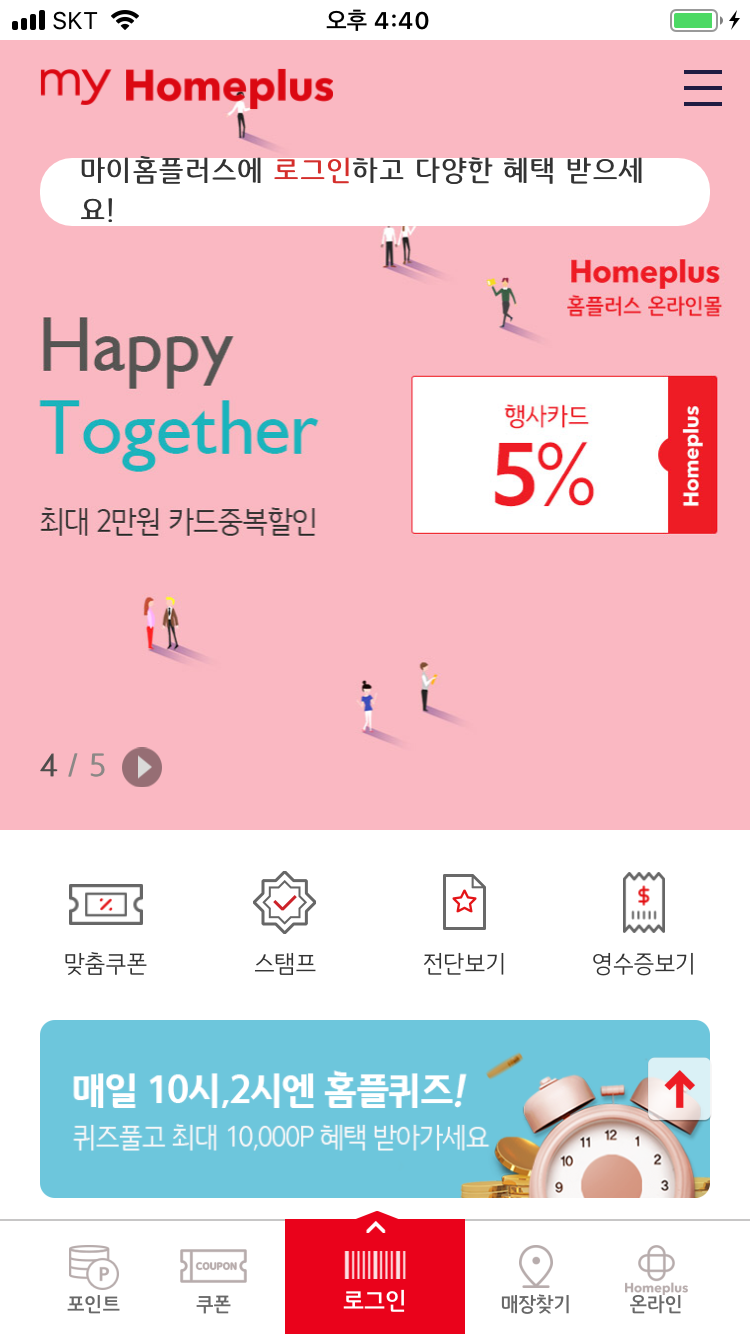 SKT 오후 4:40
my Homeplus
마이홈플러스에 로그인하고 다양한 혜택 받으세
요!
Homeplus
홈플러스 온라인몰
Happy
Together
최대 2만원 카드중복할인
행사카드
5%
Homeplus
4 / 5
맞춤쿠폰 스탬프 전단보기 영수증보기
매일 10시,2시엔 홈플퀴즈!
퀴즈풀고 최대 10,000P 혜택 받아가세요
11 12 1
10 2
9 3
P
COUPON
Homeplus
포인트 쿠폰 로그인 매장찾기 온라인